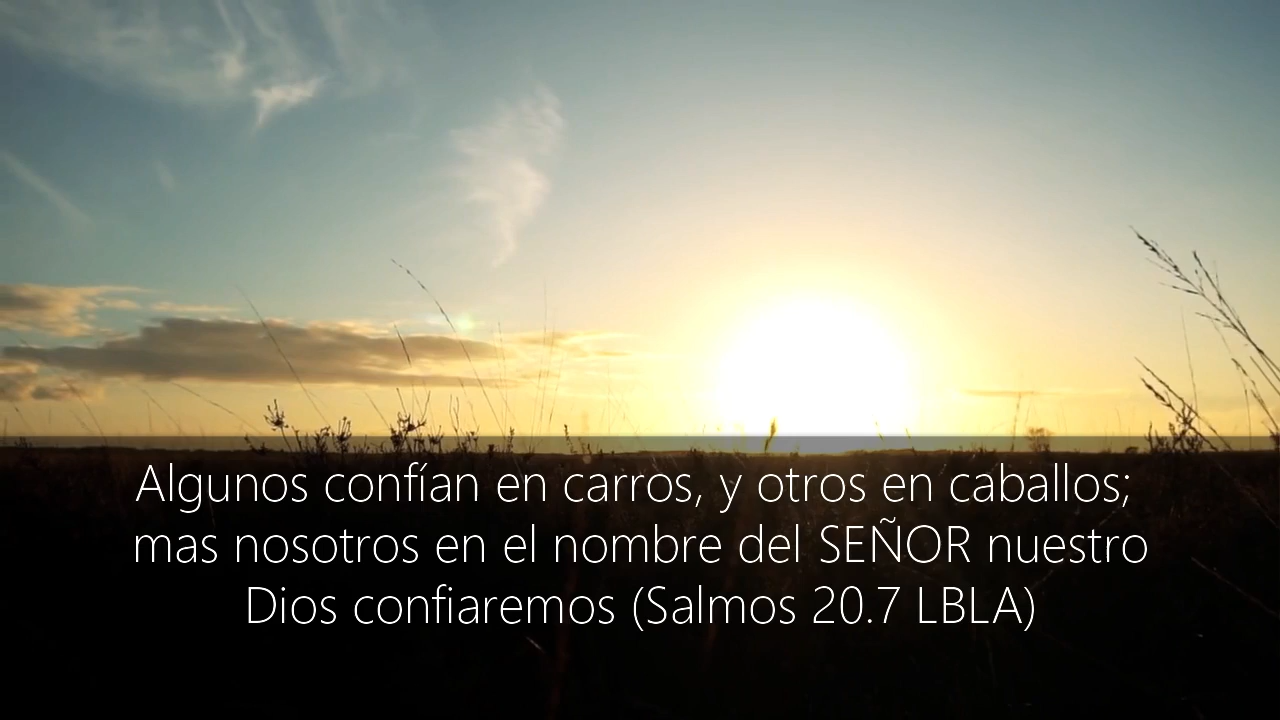 Algunos confían en carros, y otros en caballos;
mas nosotros en el nombre del SEÑOR nuestro
Dios confiaremos (Salmos 20.7 LBLA)